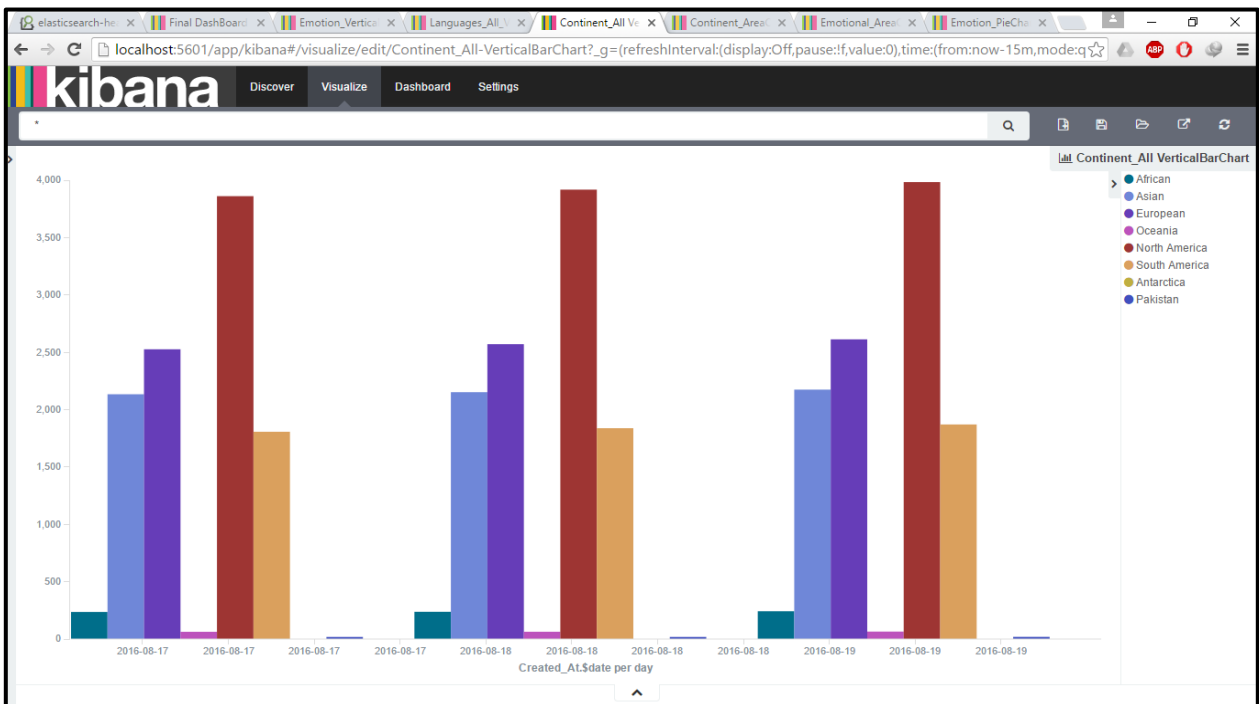 elasticsearch-he
Final DashBoard
Emotion_Vertica
Languages_All_V
Continent_All Ve
Continent_Area
Emotional_Area
Emotion_PieCha
localhost:5601/app/kibana#/visualize/edit/Continent_All-VerticalBarChart?_g=(refreshInterval:(display:Off,pause:!f,value:0),time:(from:now-15m,mode:q
ABP
kibana
Discover Visualize Dashboard Settings
*
Continent_All VerticalBarChart
African
Asian
European
Oceania
North America
South America
Antarctica
Pakistan
4,000
3,500
3,000
2,500
2,000
1,500
1,000
500
0
2016-08-17 2016-08-17 2016-08-17 2016-08-17 2016-08-18 2016-08-18 2016-08-18 2016-08-18 2016-08-19 2016-08-19 2016-08-19
Created_At.$date per day